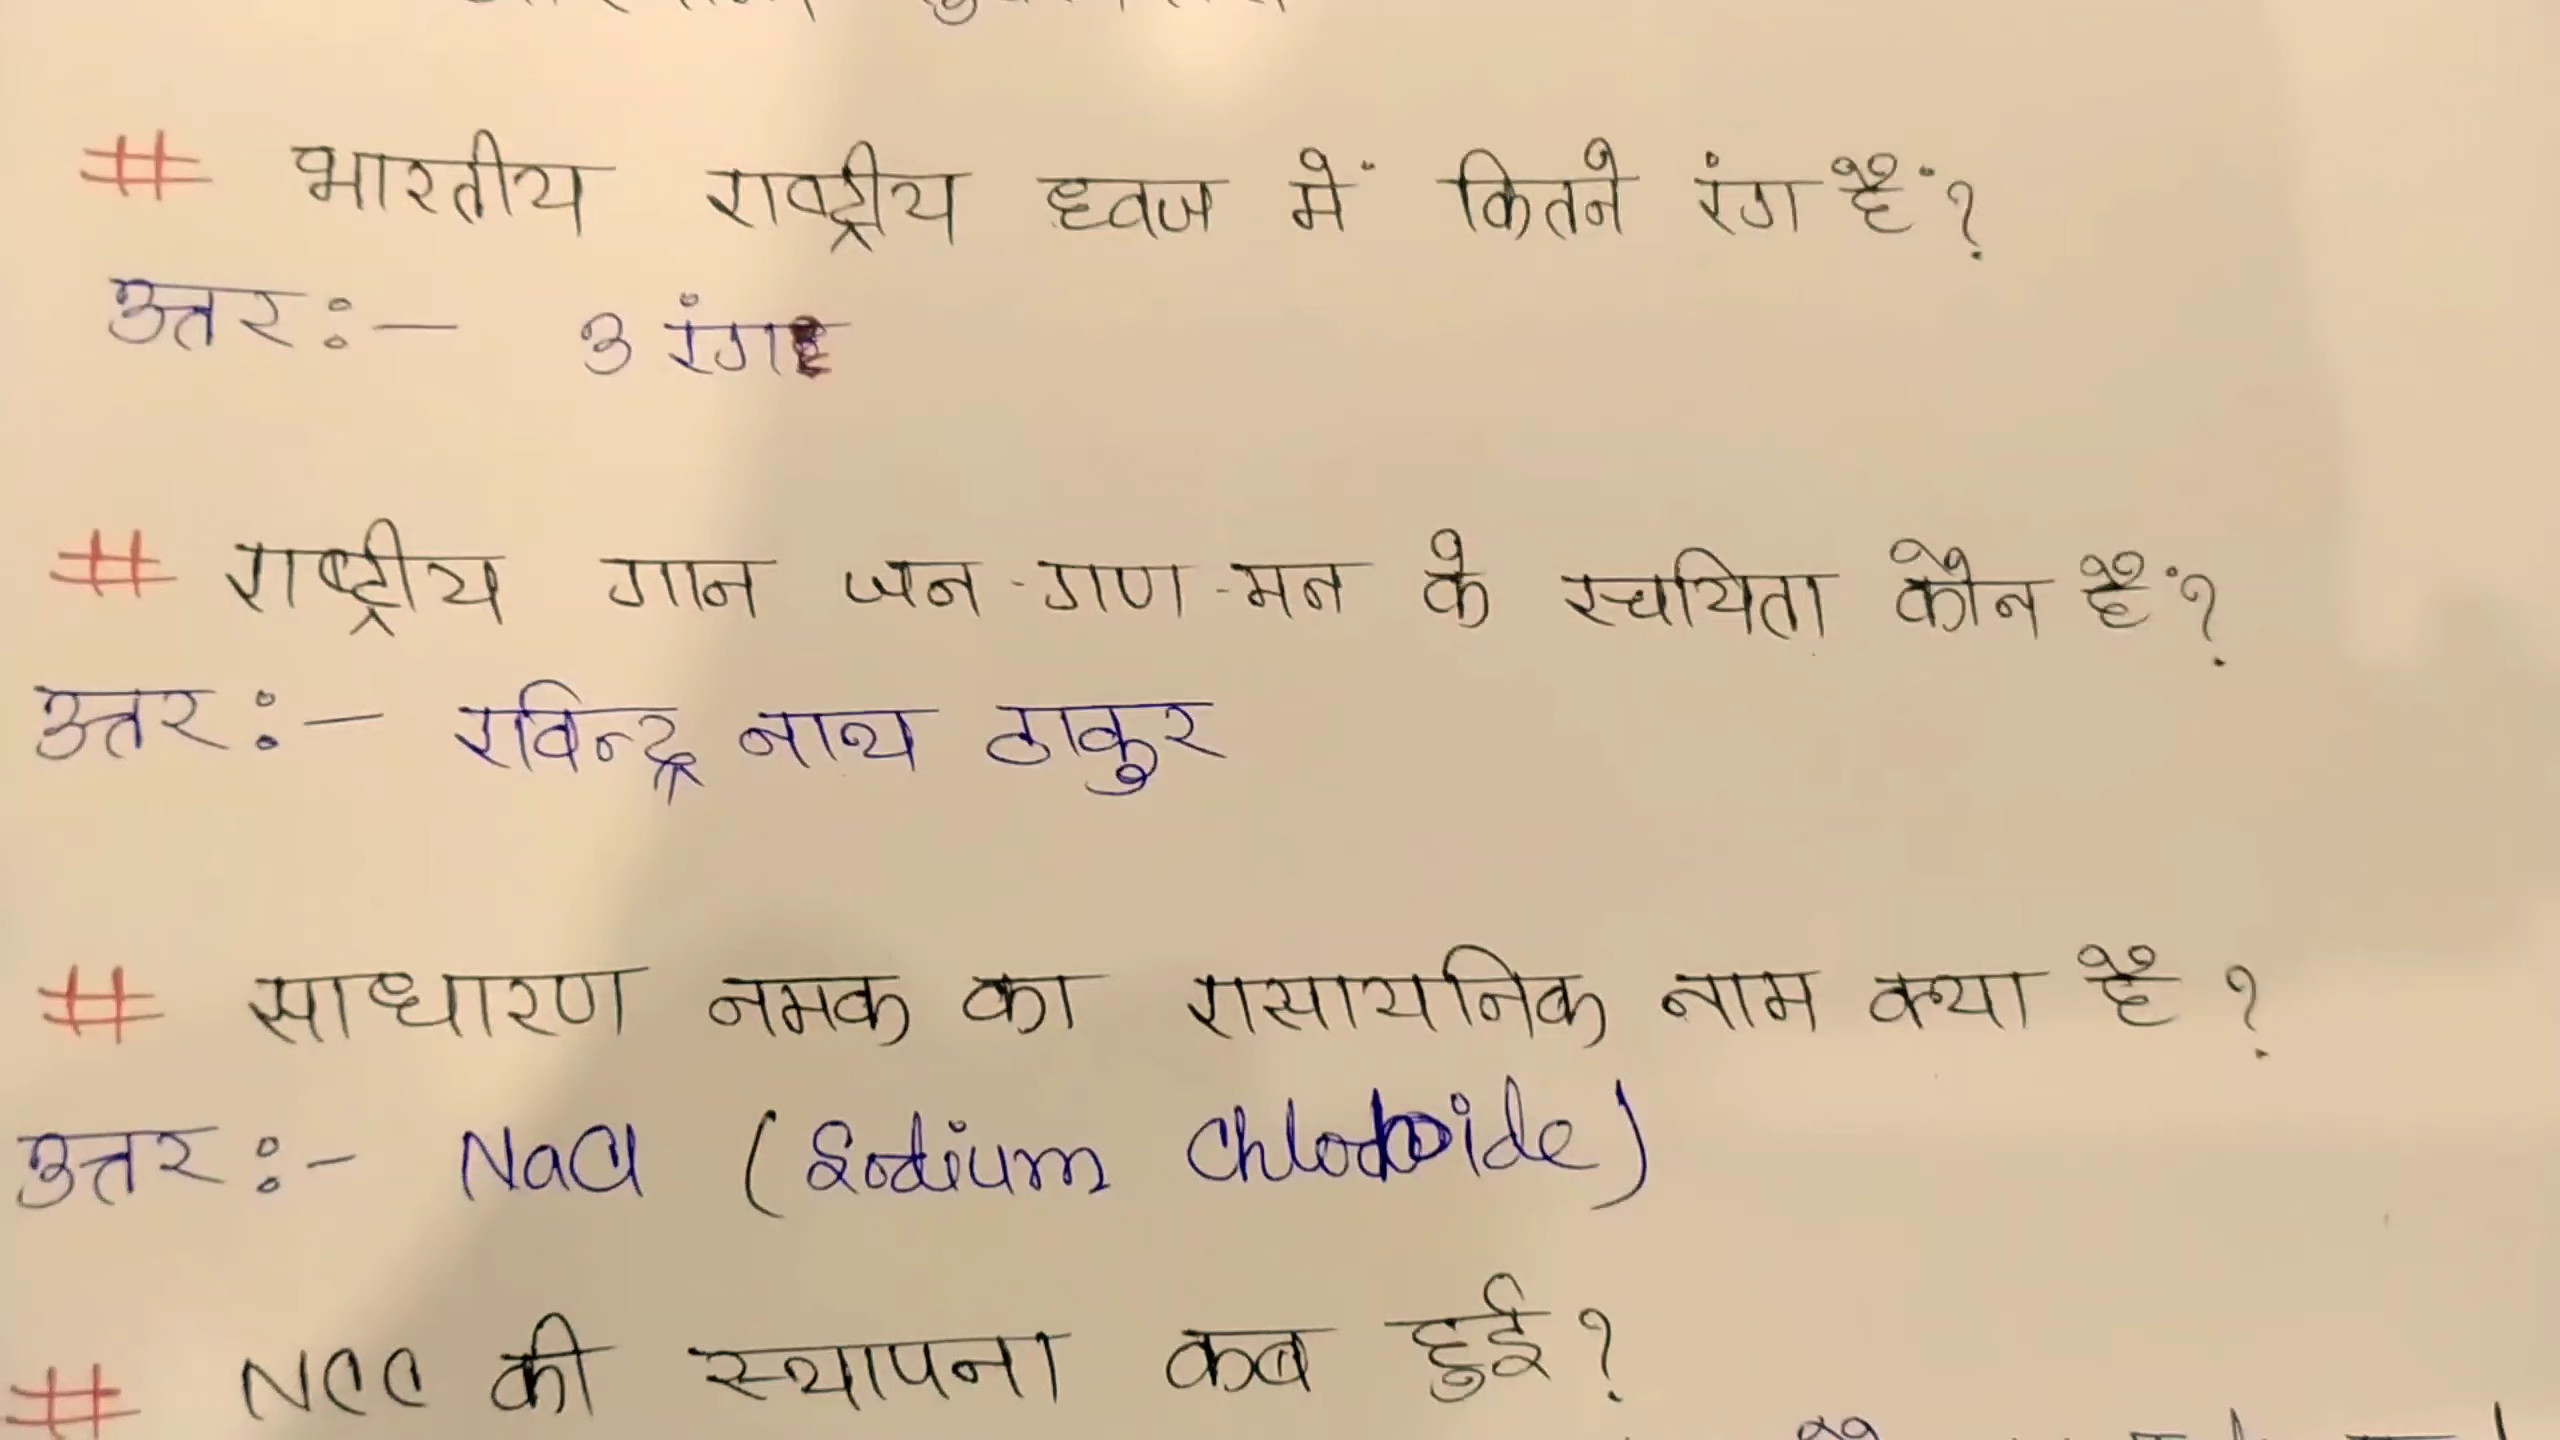 # भारतीय राष्ट्रीय ध्वज में कितने रंग हैं?
उत्तर :- 3 रंग
# राष्ट्रीय गान जन-गण-मन के रचयिता कौन हैं?
उत्तर :- रविन्द्र नाथ ठाकुर
# साधारण नमक का रासायनिक नाम क्या है ?
उत्तर :- NaCl (Sodium Chloride)
# NCC की स्थापना कब हुई ?